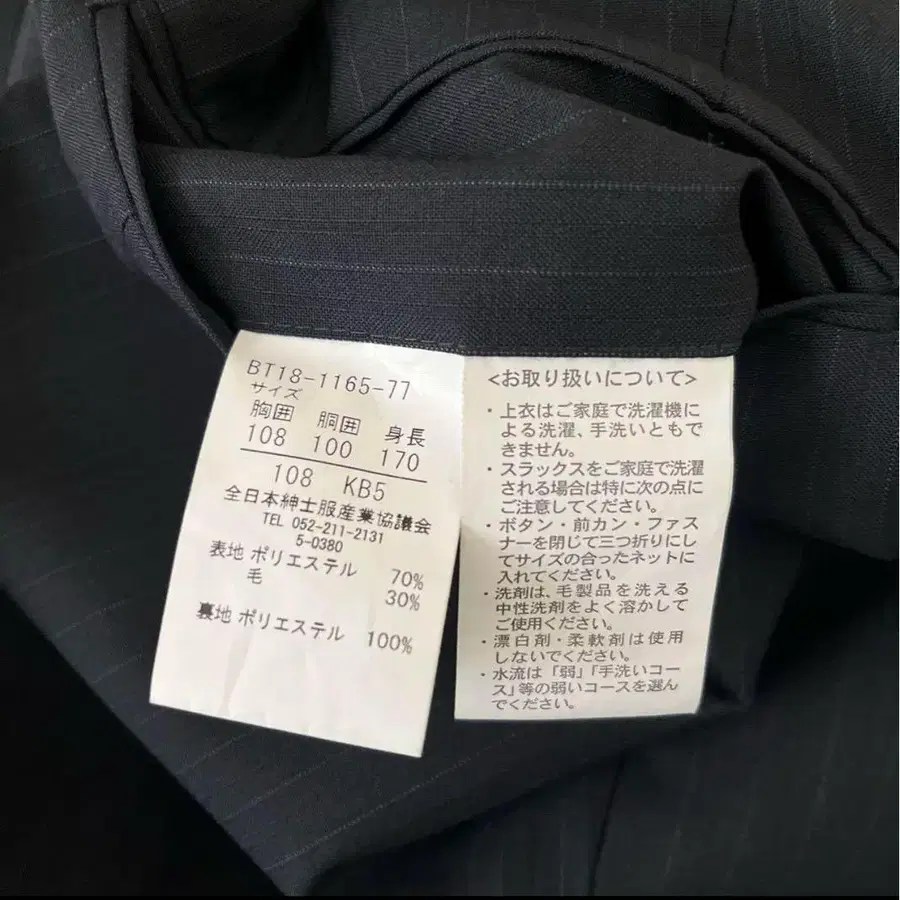 BT18-1165-77
サイズ
胸囲 胴囲 身長
108 100 170
108 KB5
全日本紳士服産業協議会
TEL 052-211-2131
5-0380
表地 ポリエステル 70%
毛 30%
裏地 ポリエステル 100%
<お取り扱いについて>
・上衣はご家庭で洗濯機に
よる洗濯、手洗いともで
きません。
・スラックスをご家庭で洗濯
される場合は特に次の点に
ご注意してください。
・ボタン・前カン・ファス
ナーを閉じて三つ折りにし
てサイズの合ったネットに
入れてください。
・洗剤は、毛製品を洗える
中性洗剤をよく溶かして
ご使用ください。
・漂白剤・柔軟剤は使用
しないでください。
・水流は「弱」「手洗いコー
ス」等の弱いコースを選ん
でください。